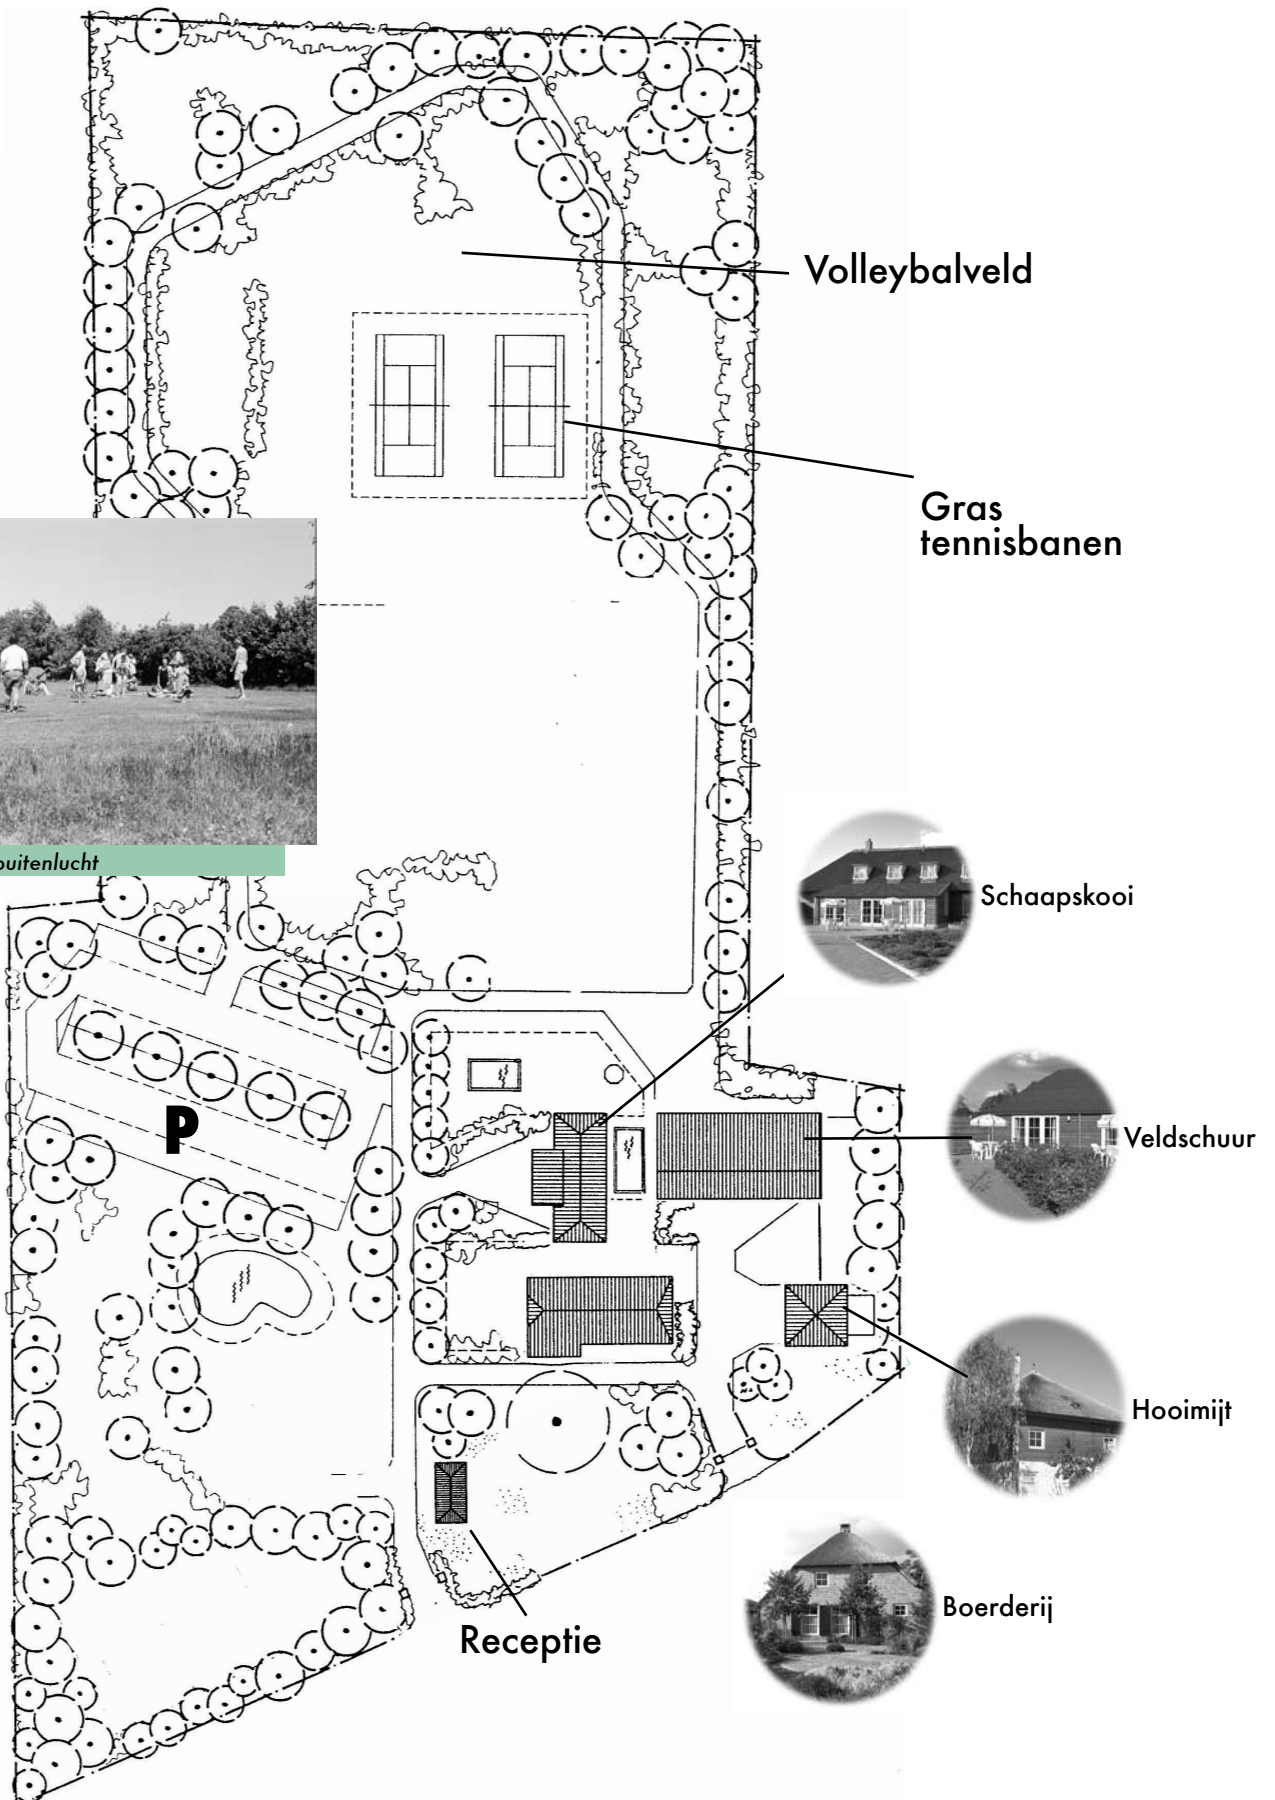 Volleybalveld
Gras
tennisbanen
buitenlucht
Schaapskooi
P
Veldschuur
Hooimijt
Boerderij
Receptie